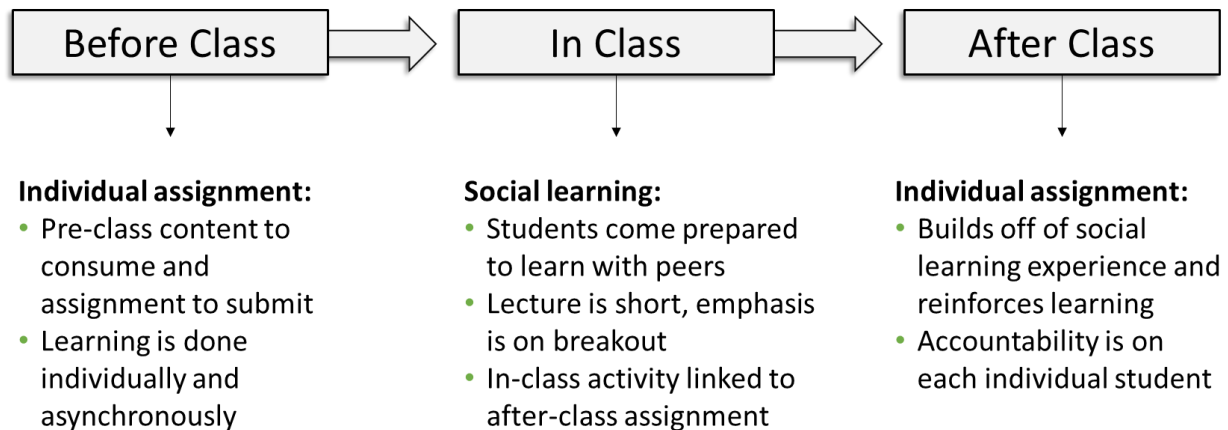 Before Class
In Class
After Class
Individual assignment:
• Pre-class content to
consume and
assignment to submit
• Learning is done
individually and
asynchronously
Social learning:
• Students come prepared
to learn with peers
• Lecture is short, emphasis
is on breakout
• In-class activity linked to
after-class assignment
Individual assignment:
• Builds off of social
learning experience and
reinforces learning
• Accountability is on
each individual student